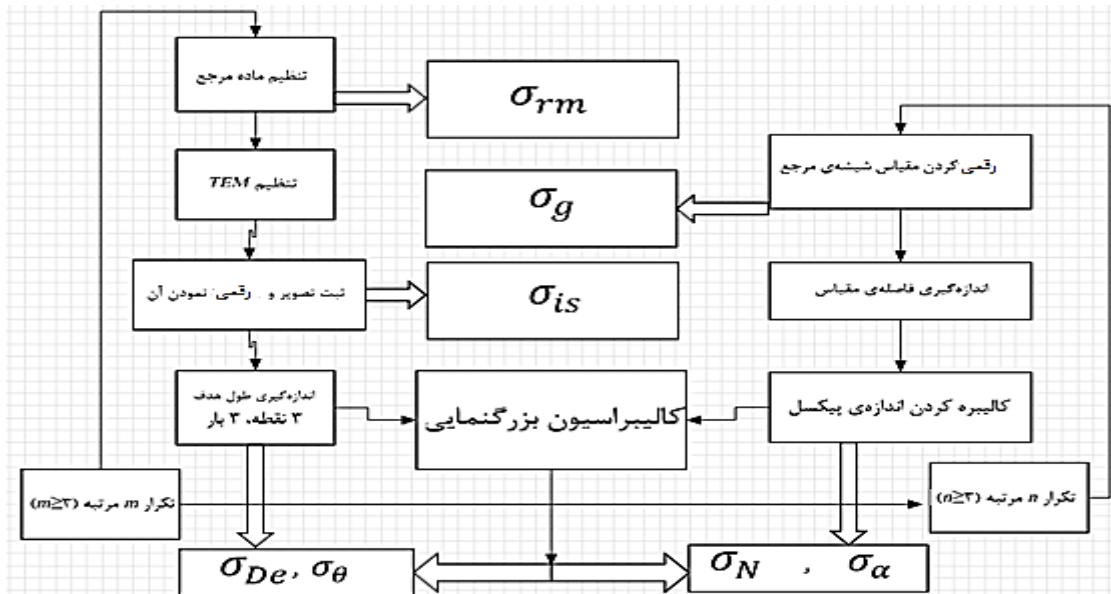 تنظیم ماده مرجع
σ_rm
رقمی کردن مقیاس شیشه‌ی مرجع
تنظیم TEM
σ_g
ثبت تصویر و . رقمی: نمودن آن
σ_is
اندازه‌گیری فاصله‌ی مقیاس
اندازه‌گیری طول هدف
۳ نقطه، ۳ بار
کالیبراسیون بزرگنمایی
کالیبره کردن اندازه‌ی پیکسل
تکرار m مرتبه (m≥۳)
تکرار n مرتبه (n≥۳)
σ_De, σ_θ
σ_N , σ_α